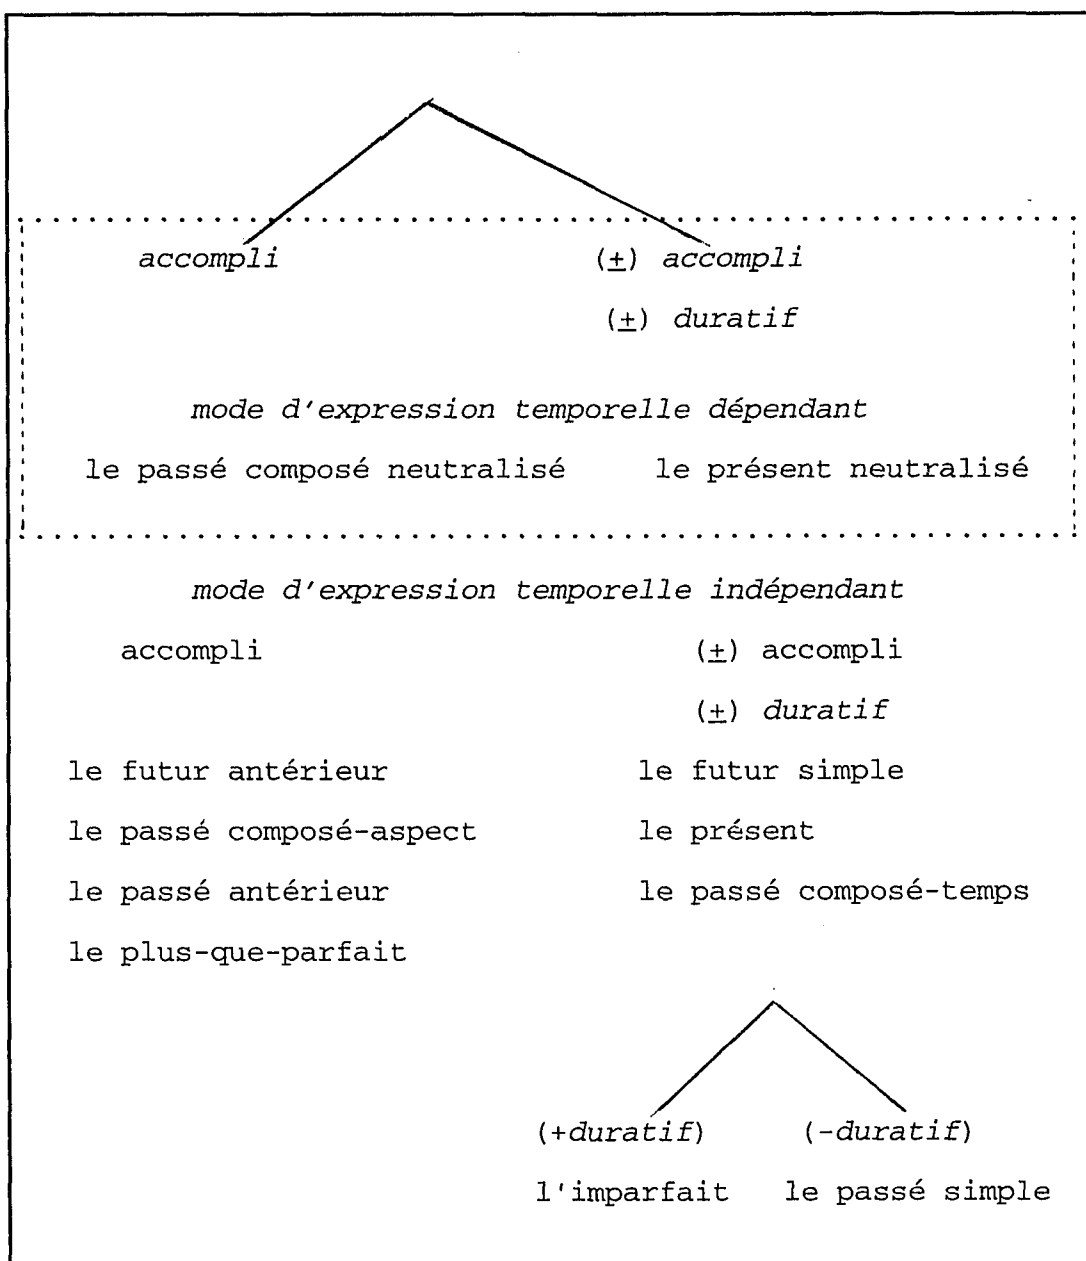 accompli (±) accompli
(±) duratif
mode d'expression temporelle dépendant
le passé composé neutralisé le présent neutralisé
mode d'expression temporelle indépendant
accompli (±) accompli
(±) duratif
le futur antérieur le futur simple
le passé composé-aspect le présent
le passé antérieur le passé composé-temps
le plus-que-parfait
(+duratif) (-duratif)
l'imparfait le passé simple